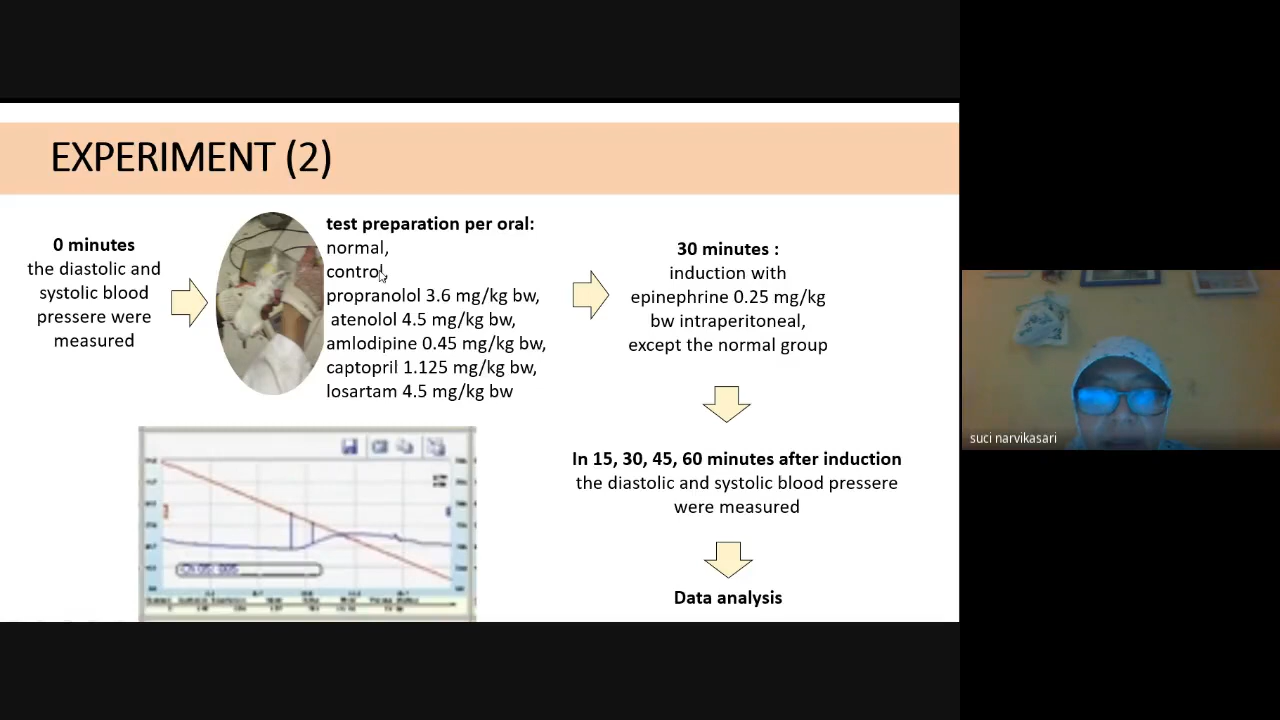 EXPERIMENT (2)
0 minutes
the diastolic and
systolic blood
pressere were
measured
test preparation per oral:
normal,
control,
propranolol 3.6 mg/kg bw,
atenolol 4.5 mg/kg bw,
amlodipine 0.45 mg/kg bw,
captopril 1.125 mg/kg bw,
losartam 4.5 mg/kg bw
30 minutes :
induction with
epinephrine 0.25 mg/kg
bw intraperitoneal,
except the normal group
In 15, 30, 45, 60 minutes after induction
the diastolic and systolic blood pressere
were measured
Data analysis
Ch 05: 005
suci narvikasari